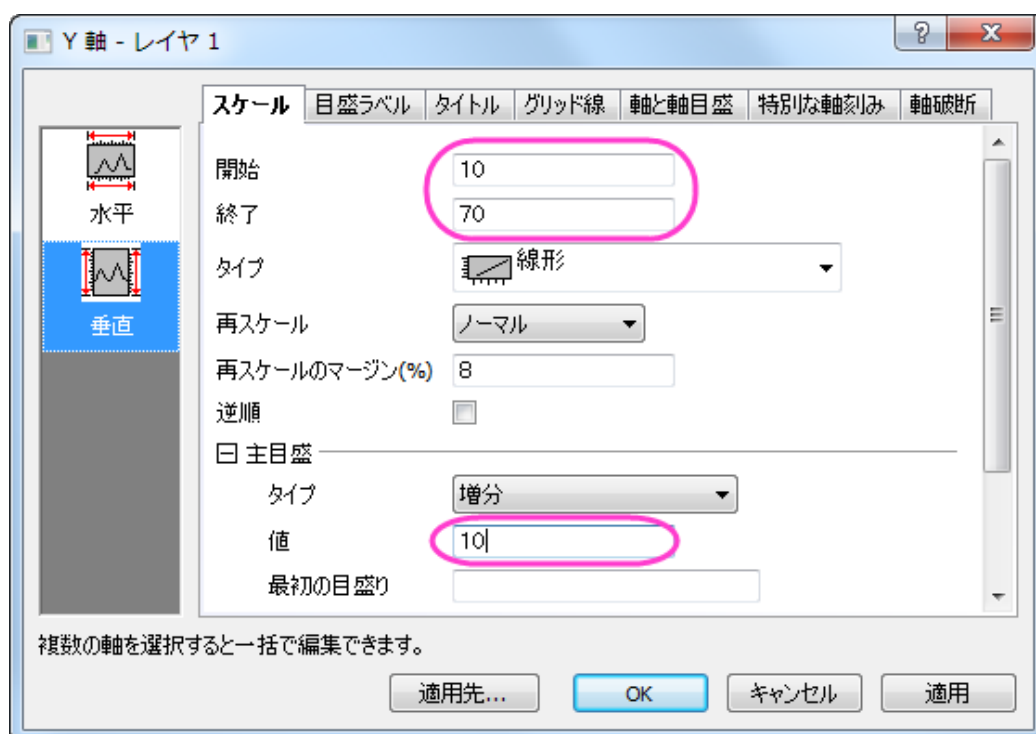 Y 軸 - レイヤ 1
スケール 目盛ラベル タイトル グリッド線 軸と軸目盛 特別な軸刻み 軸破断
水平
垂直
開始 10
終了 70
タイプ 線形
再スケール ノーマル
再スケールのマージン(%) 8
逆順
主目盛
タイプ 増分
値 10
最初の目盛り
複数の軸を選択すると一括で編集できます。
適用先... OK キャンセル 適用